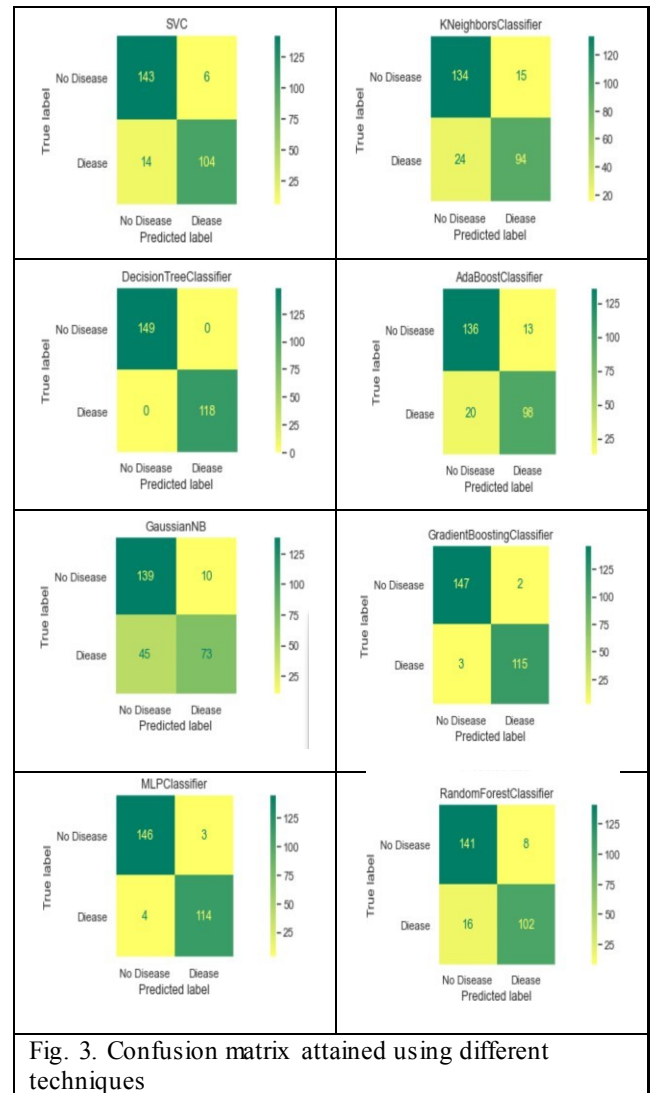 SVC
No Disease
143
6
Diease
14
104
No Disease Diease
Predicted label
True label
125
100
75
50
25
KNeighborsClassifier
No Disease
134
15
Diease
24
94
No Disease Diease
Predicted label
True label
120
100
80
60
40
20
DecisionTreeClassifier
No Disease
149
0
Diease
0
118
No Disease Diease
Predicted label
True label
125
100
75
50
25
0
AdaBoostClassifier
No Disease
136
13
Diease
20
98
No Disease Diease
Predicted label
True label
125
100
75
50
25
GaussianNB
No Disease
139
10
Diease
45
73
No Disease Diease
Predicted label
True label
125
100
75
50
25
GradientBoostingClassifier
No Disease
147
2
Diease
3
115
No Disease Diease
Predicted label
True label
125
100
75
50
25
MLPClassifier
No Disease
146
3
Diease
4
114
No Disease Diease
Predicted label
True label
125
100
75
50
25
RandomForestClassifier
No Disease
141
8
Diease
16
102
No Disease Diease
Predicted label
True label
125
100
75
50
25
Fig. 3. Confusion matrix attained using different
techniques